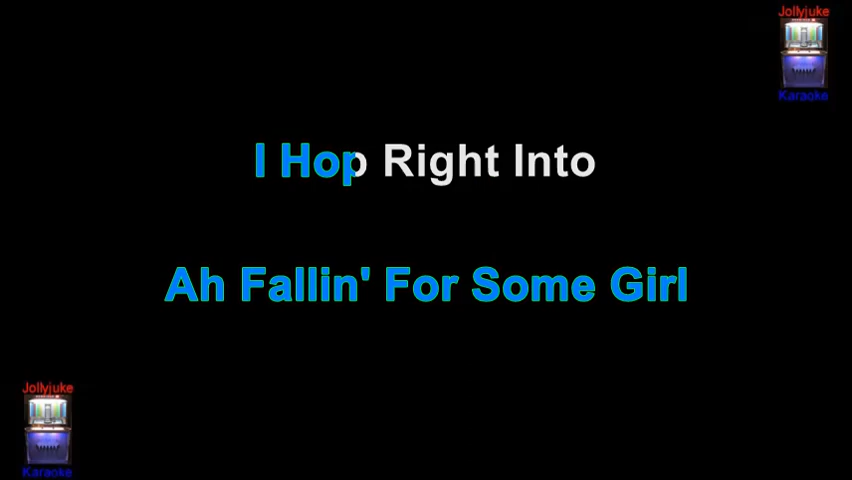 Jollyjuke
Karaoke
I Hop Right Into
Ah Fallin' For Some Girl
Jollyjuke
Karaoke